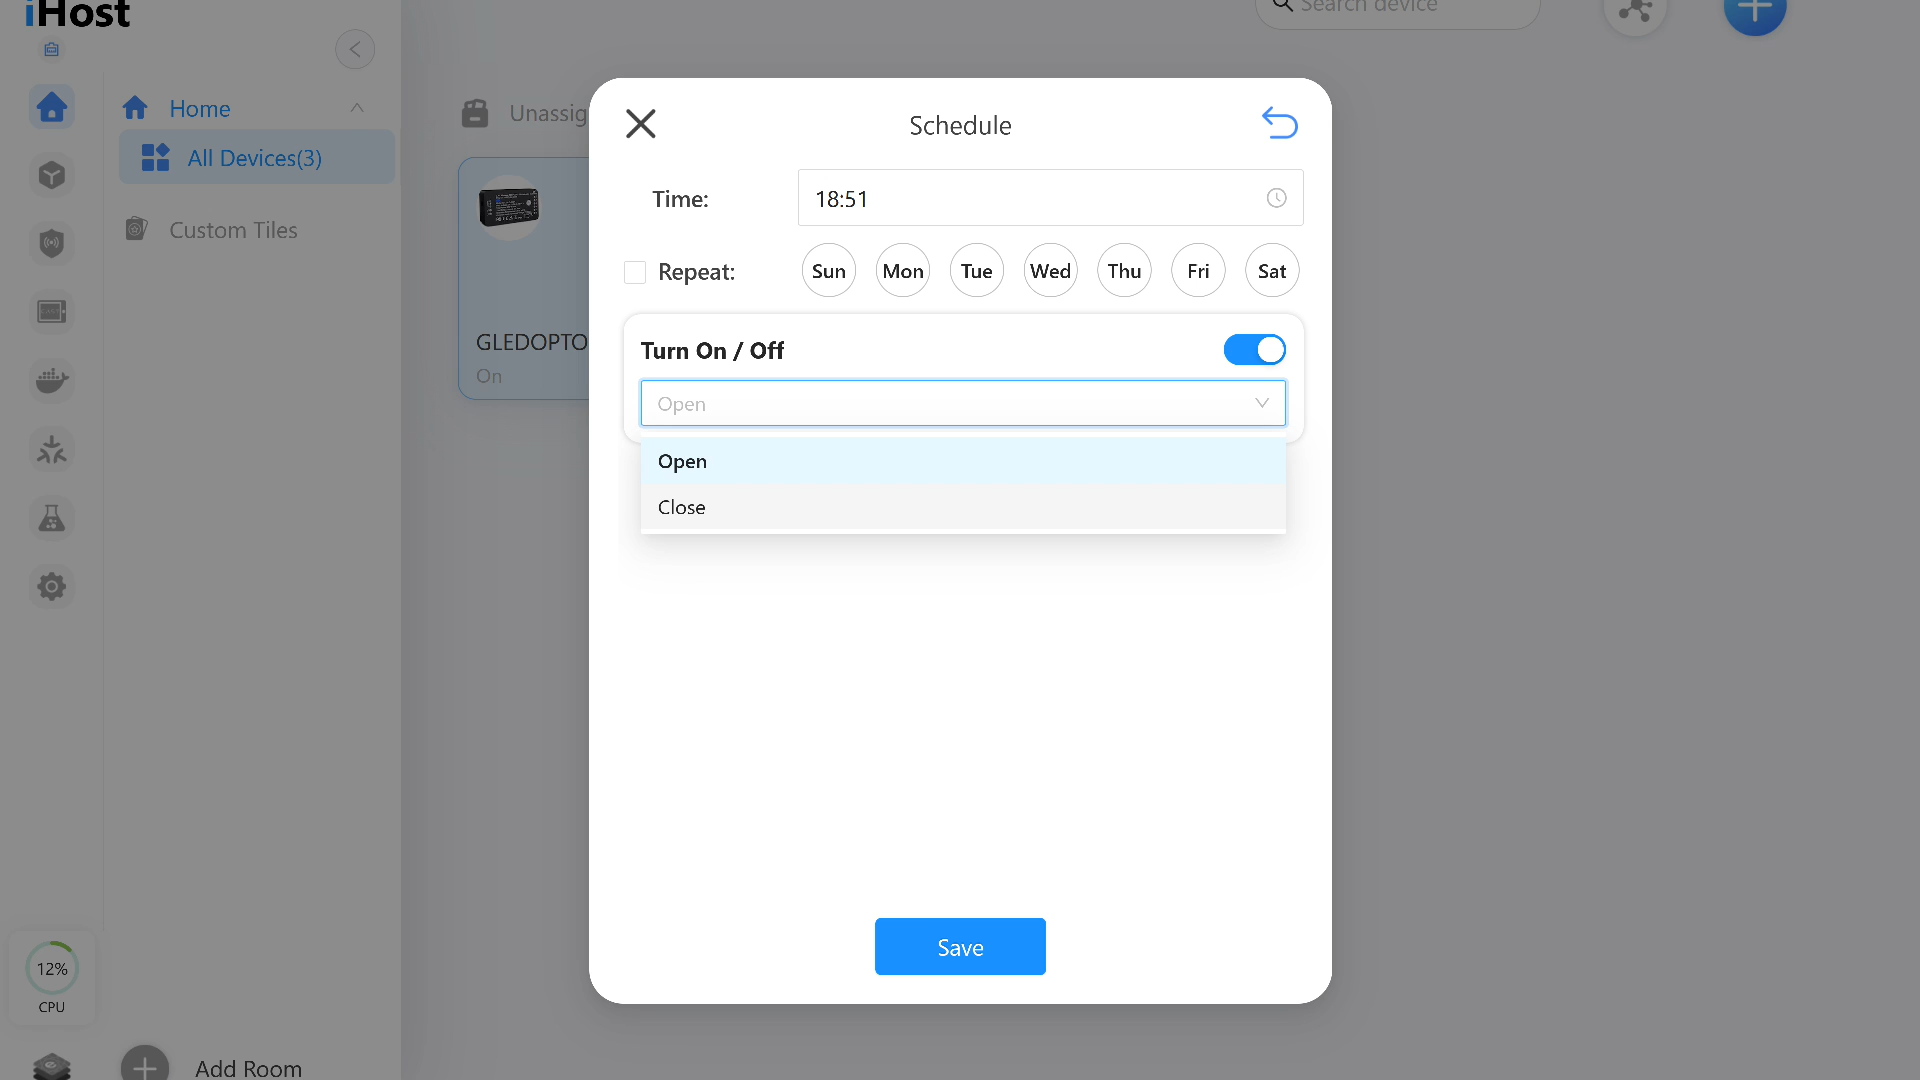 iHost
Search device
Home
All Devices(3)
Custom Tiles
Unassig
GLEDOPTO
On
Schedule
Time:
18:51
Repeat:
Sun
Mon
Tue
Wed
Thu
Fri
Sat
Turn On / Off
Open
Open
Close
Save
12%
CPU
Add Room